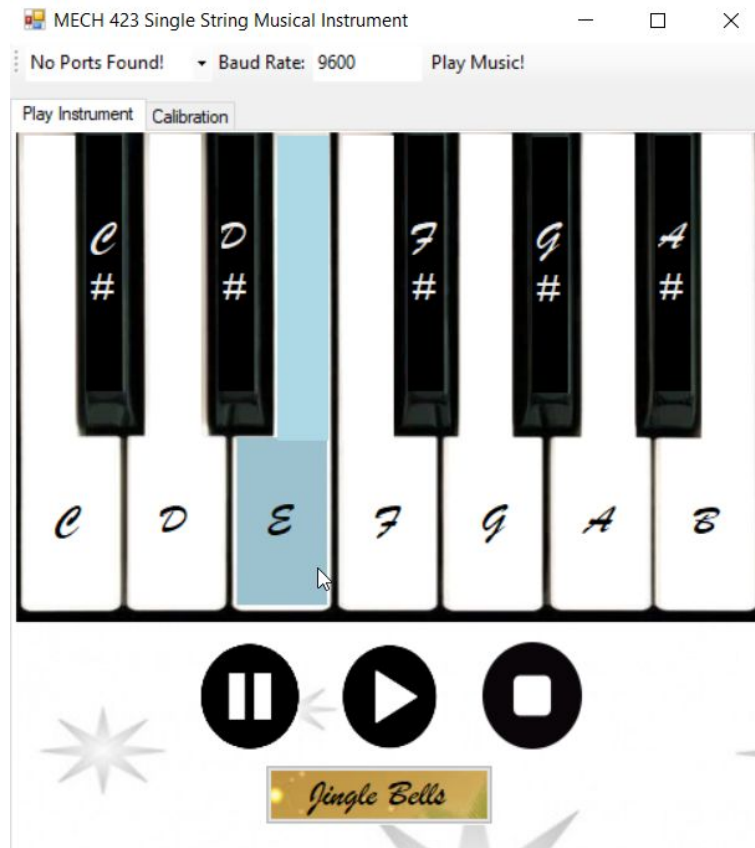 MECH 423 Single String Musical Instrument
No Ports Found! Baud Rate: 9600 Play Music!
Play Instrument Calibration
C D F G A
# # # # #
C D E F G A B
Jingle Bells